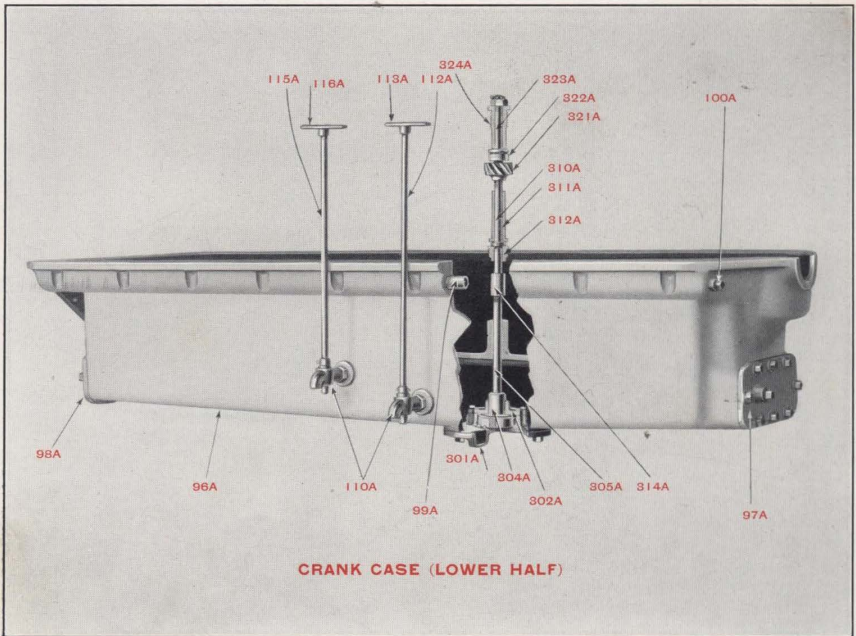 324A
115A 116A 113A 112A 323A
322A 100A
321A
310A
311A
312A
98A
301A
96A 110A 304A 305A 314A
302A
99A 97A
CRANK CASE (LOWER HALF)